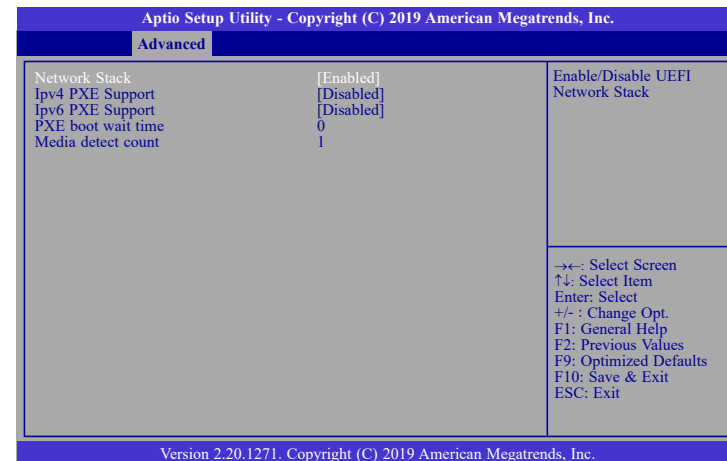 Aptio Setup Utility - Copyright (C) 2019 American Megatrends, Inc.
Advanced
Network Stack [Enabled]
Ipv4 PXE Support [Disabled]
Ipv6 PXE Support [Disabled]
PXE boot wait time 0
Media detect count 1
Enable/Disable UEFI
Network Stack
→←: Select Screen
↑↓: Select Item
Enter: Select
+/- : Change Opt.
F1: General Help
F2: Previous Values
F9: Optimized Defaults
F10: Save & Exit
ESC: Exit
Version 2.20.1271. Copyright (C) 2019 American Megatrends, Inc.